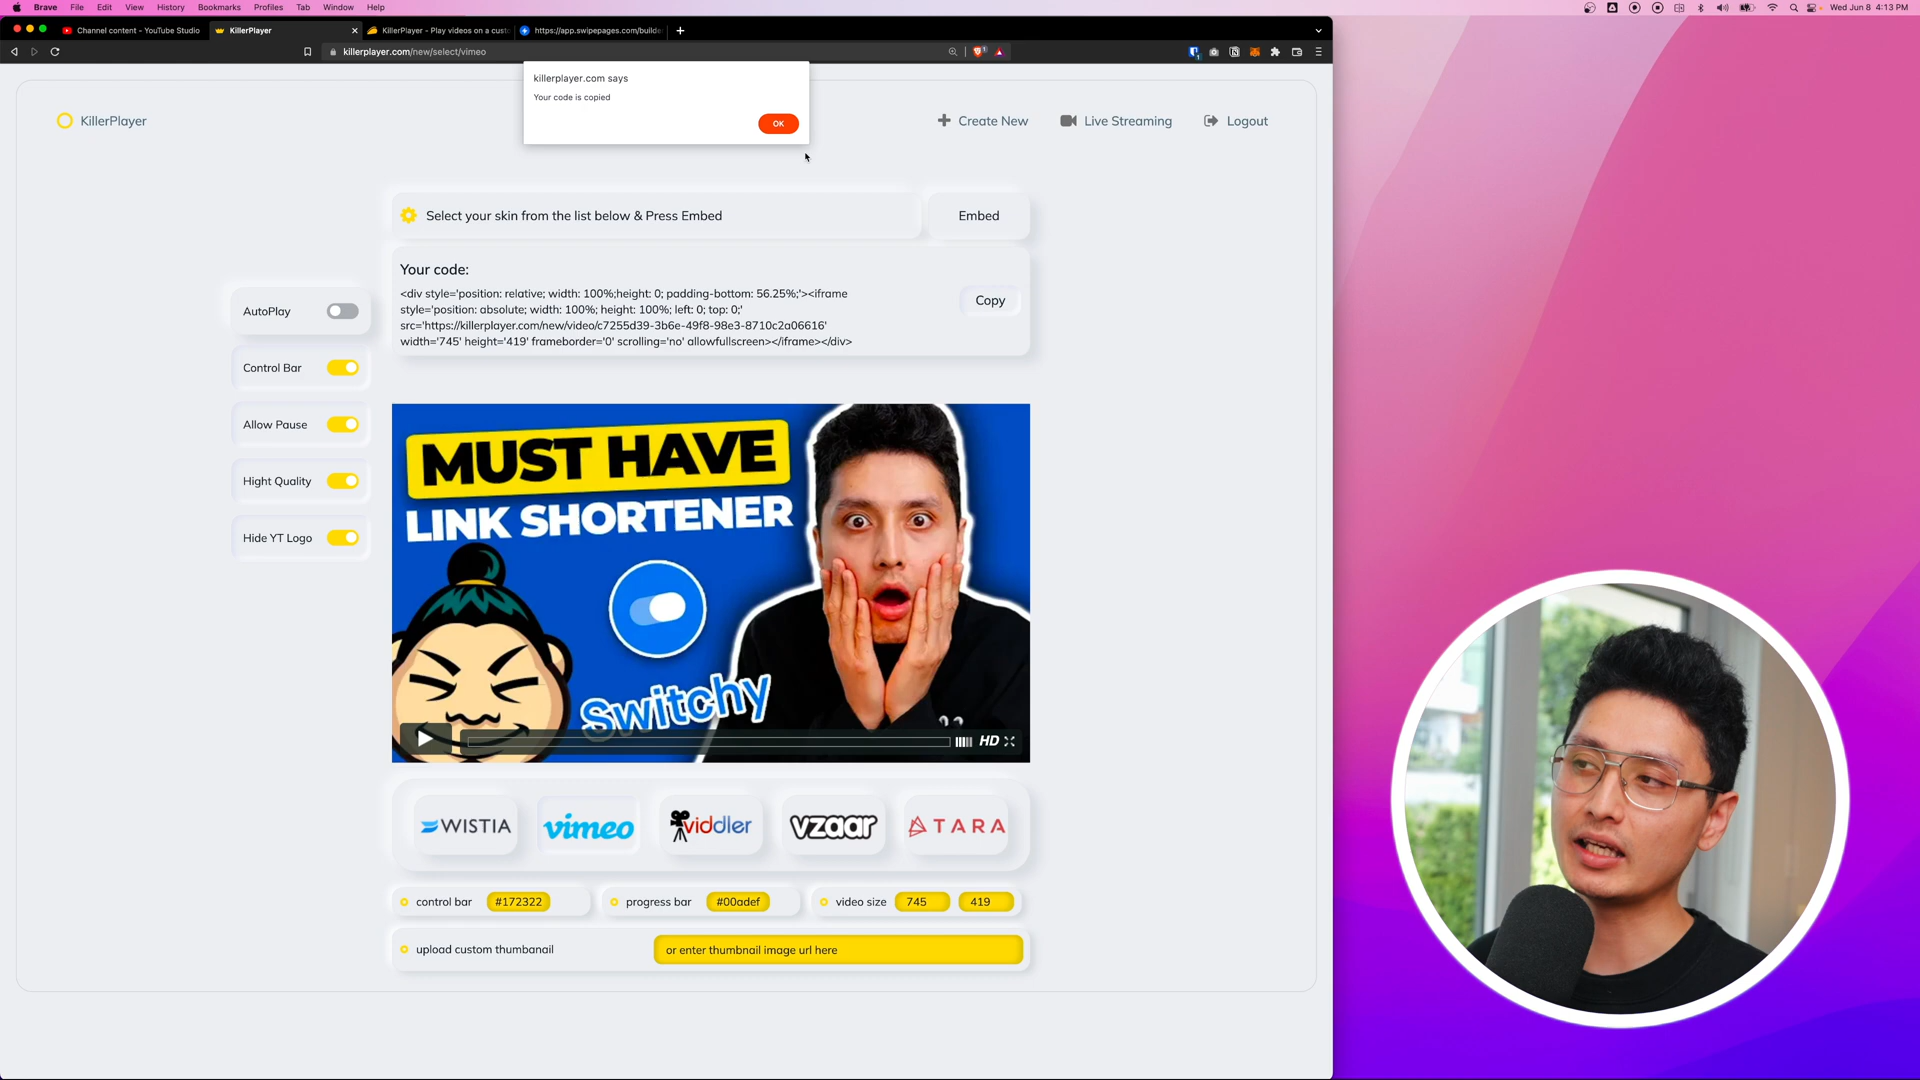 Brave File Edit View History Bookmarks Profiles Tab Window Help
Wed Jun 8 4:13 PM
Channel content - YouTube Studio
KillerPlayer
KillerPlayer - Play videos on a custo
https://app.swipepages.com/builde
killerplayer.com/new/select/vimeo
killerplayer.com says
Your code is copied
OK
KillerPlayer
Create New
Live Streaming
Logout
Select your skin from the list below & Press Embed
Embed
Your code:
<div style='position: relative; width: 100%;height: 0; padding-bottom: 56.25%;'><iframe
style='position: absolute; width: 100%; height: 100%; left: 0; top: 0;'
src='https://killerplayer.com/new/video/c7255d39-3b6e-49f8-98e3-8710c2a06616'
width='745' height='419' frameborder='0' scrolling='no' allowfullscreen></iframe></div>
Copy
AutoPlay
Control Bar
Allow Pause
Hight Quality
Hide YT Logo
MUST HAVE
LINK SHORTENER
Switchy
HD
WISTIA
vimeo
viddler
vzaar
TARA
control bar
#172322
progress bar
#00adef
video size
745
419
upload custom thumbanail
or enter thumbnail image url here